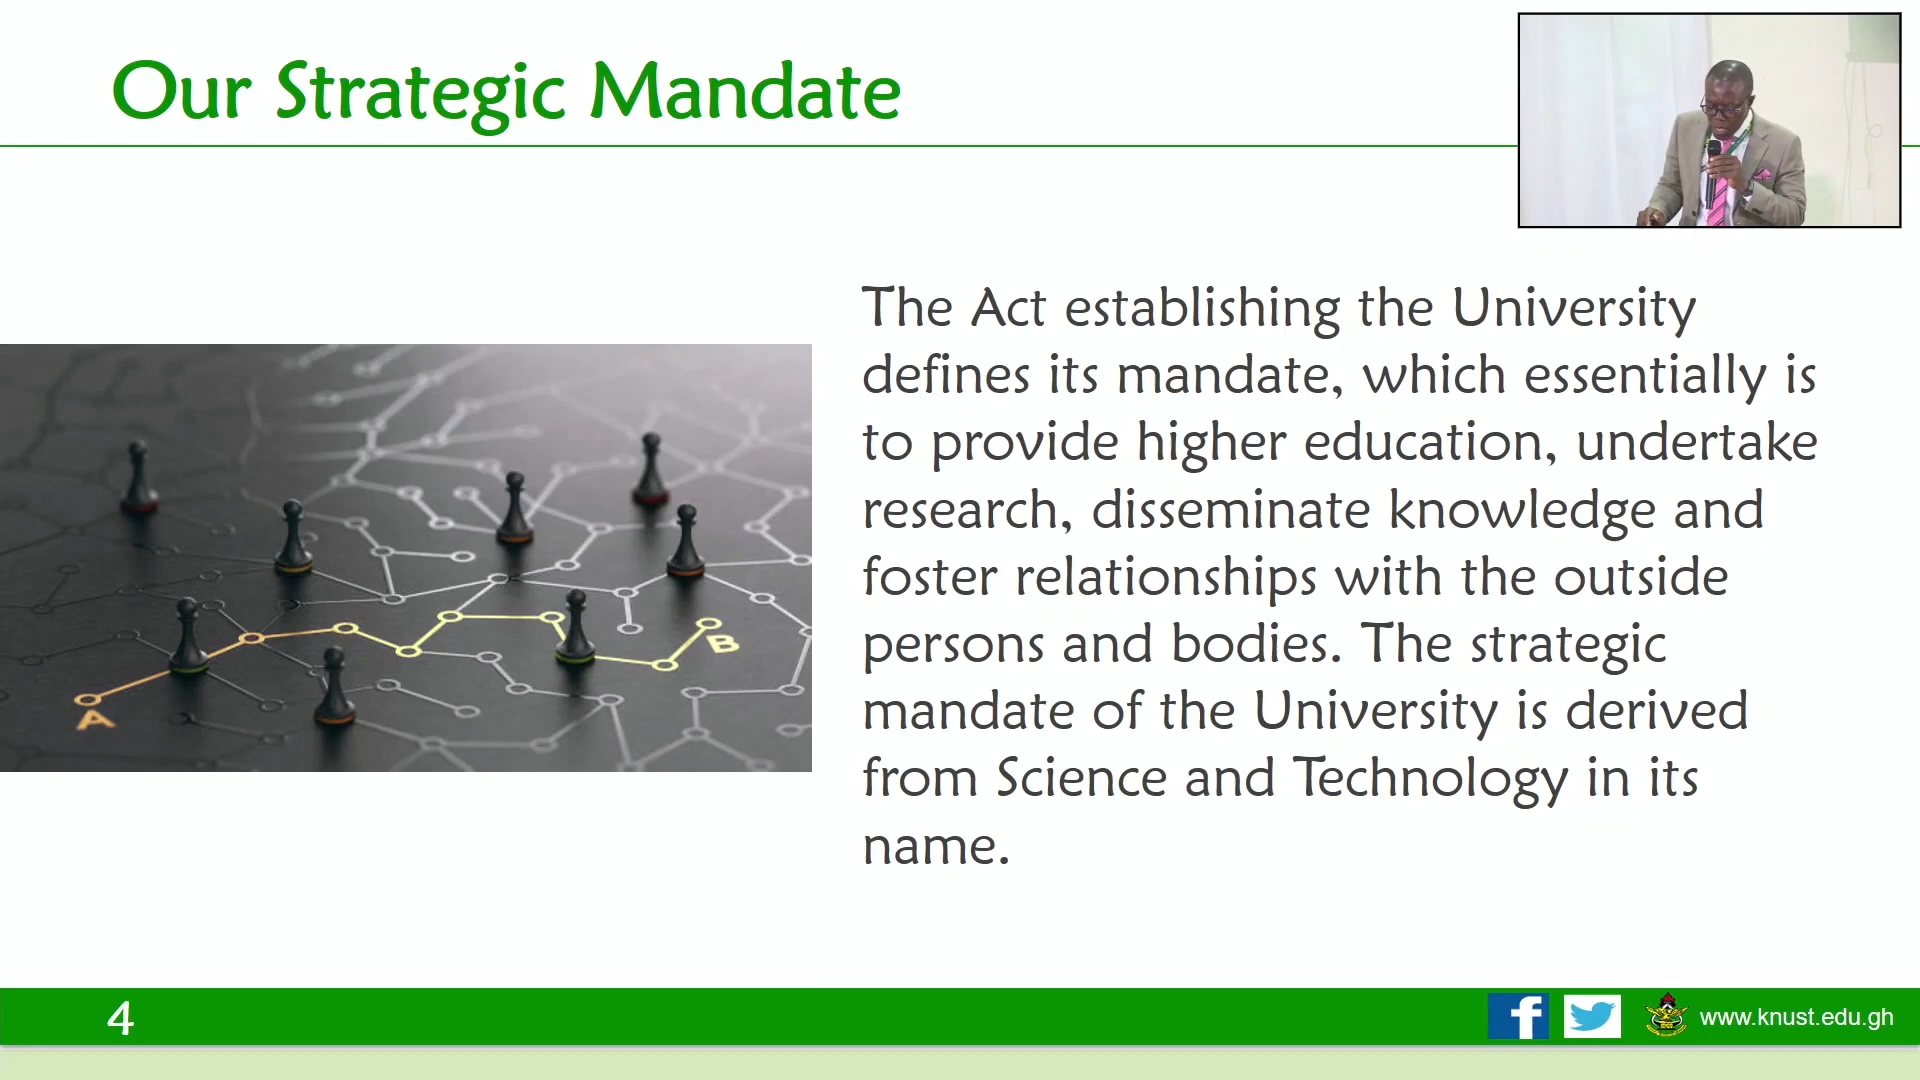 Our Strategic Mandate
The Act establishing the University
defines its mandate, which essentially is
to provide higher education, undertake
research, disseminate knowledge and
foster relationships with the outside
persons and bodies. The strategic
mandate of the University is derived
from Science and Technology in its
name.
A
B
4
www.knust.edu.gh